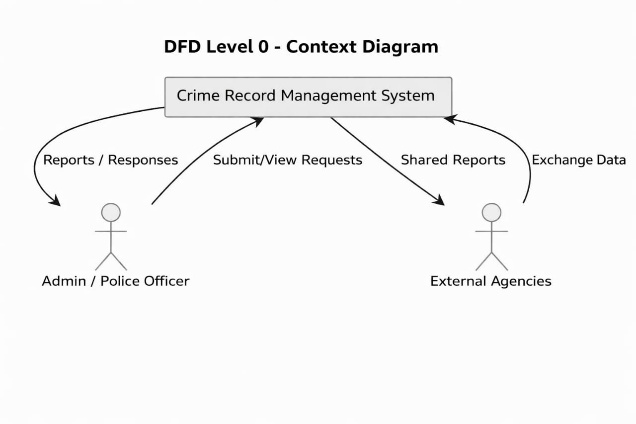 DFD Level 0 - Context Diagram
Crime Record Management System
Reports / Responses
Submit/View Requests
Shared Reports
Exchange Data
Admin / Police Officer
External Agencies